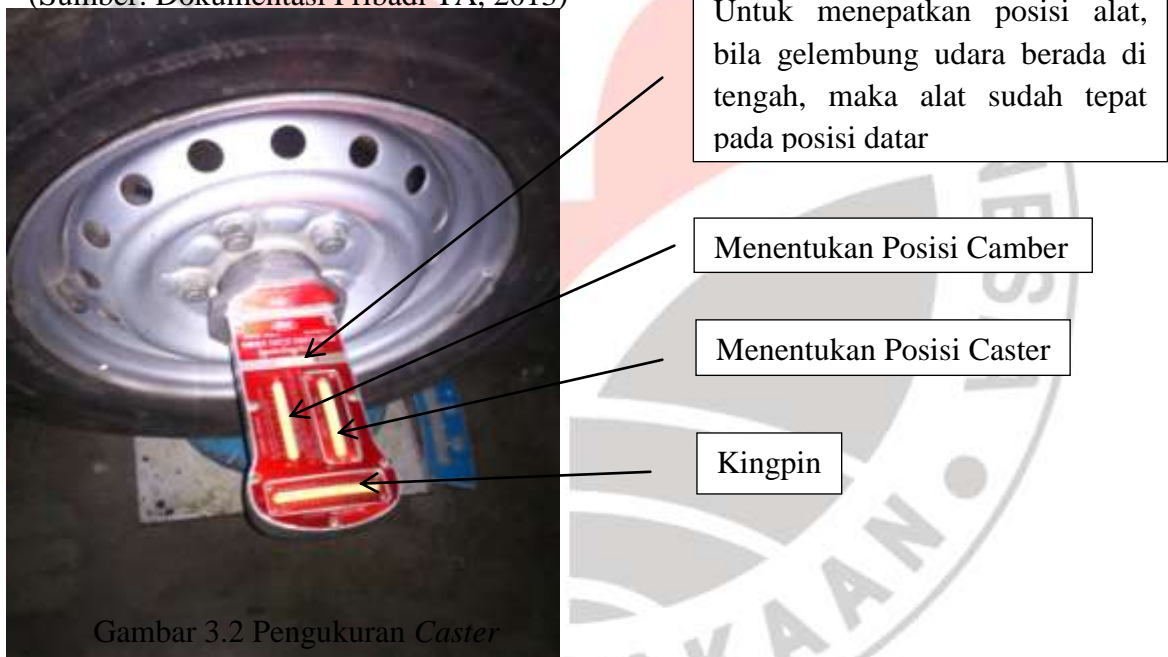 (Sumber: Dokumentasi Pribadi TA, 2013)
Untuk menepatkan posisi alat,
bila gelembung udara berada di
tengah, maka alat sudah tepat
pada posisi datar
Menentukan Posisi Camber
Menentukan Posisi Caster
Kingpin
Gambar 3.2 Pengukuran Caster